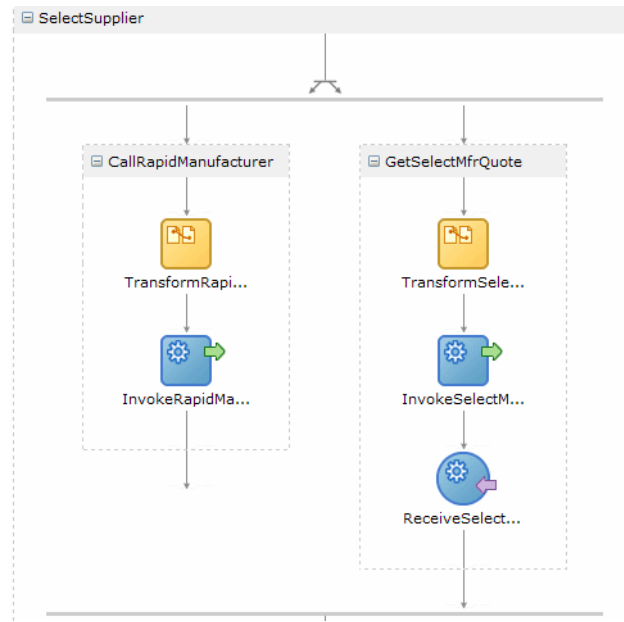 SelectSupplier
CallRapidManufacturer
GetSelectMfrQuote
TransformRapi...
TransformSele...
InvokeRapidMa...
InvokeSelectM...
ReceiveSelect...